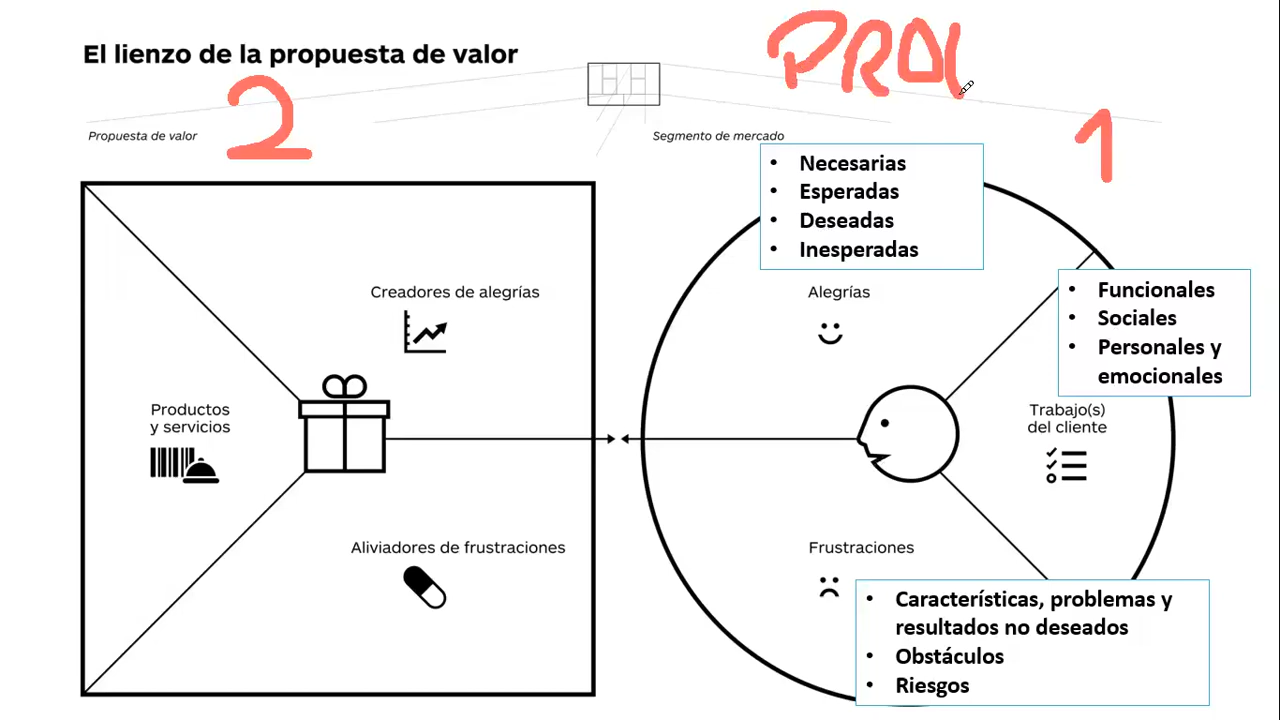 El lienzo de la propuesta de valor
2
1
Propuesta de valor
Segmento de mercado
Necesarias
Esperadas
Deseadas
Inesperadas
Creadores de alegrías
Alegrías
Funcionales
Sociales
Personales y
emocionales
Productos
y servicios
Trabajo(s)
del cliente
Aliviadores de frustraciones
Frustraciones
Características, problemas y
resultados no deseados
Obstáculos
Riesgos